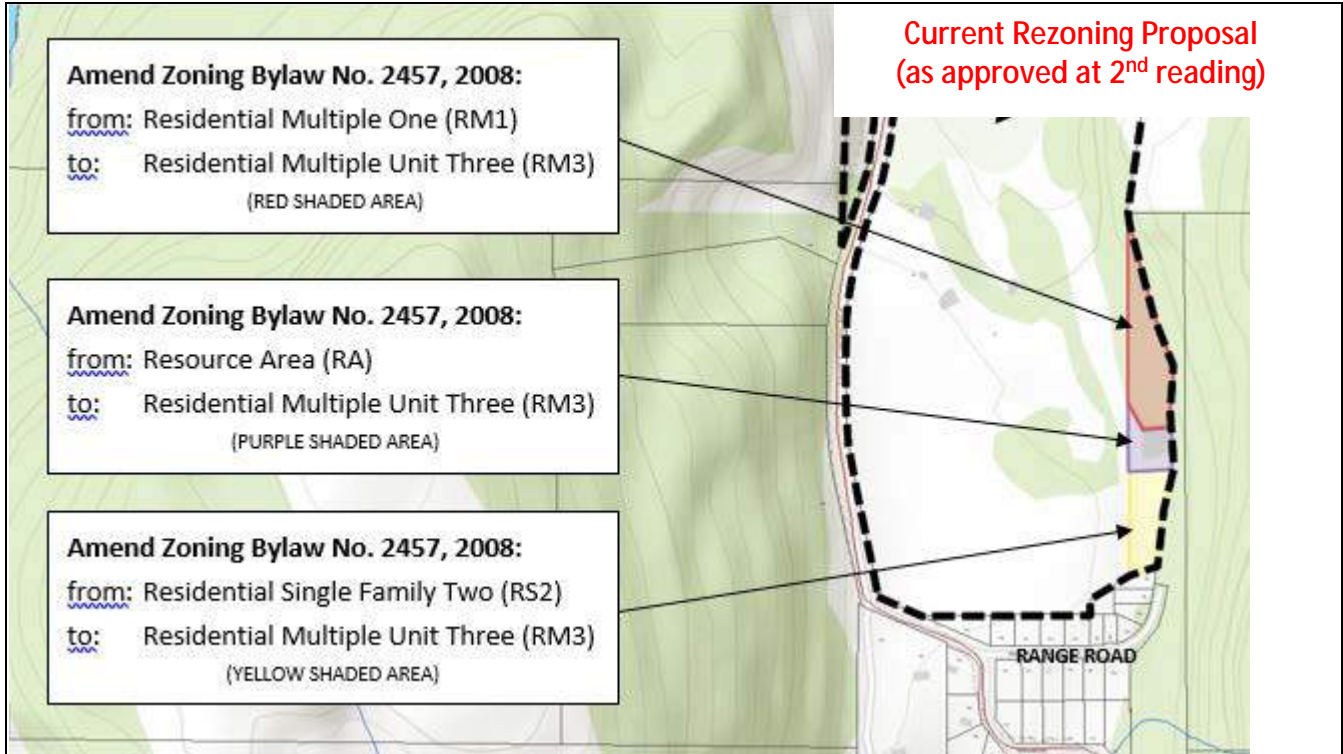 Current Rezoning Proposal
(as approved at 2nd reading)
Amend Zoning Bylaw No. 2457, 2008:
from: Residential Multiple One (RM1)
to: Residential Multiple Unit Three (RM3)
(RED SHADED AREA)
Amend Zoning Bylaw No. 2457, 2008:
from: Resource Area (RA)
to: Residential Multiple Unit Three (RM3)
(PURPLE SHADED AREA)
Amend Zoning Bylaw No. 2457, 2008:
from: Residential Single Family Two (RS2)
to: Residential Multiple Unit Three (RM3)
(YELLOW SHADED AREA)
RANGE ROAD